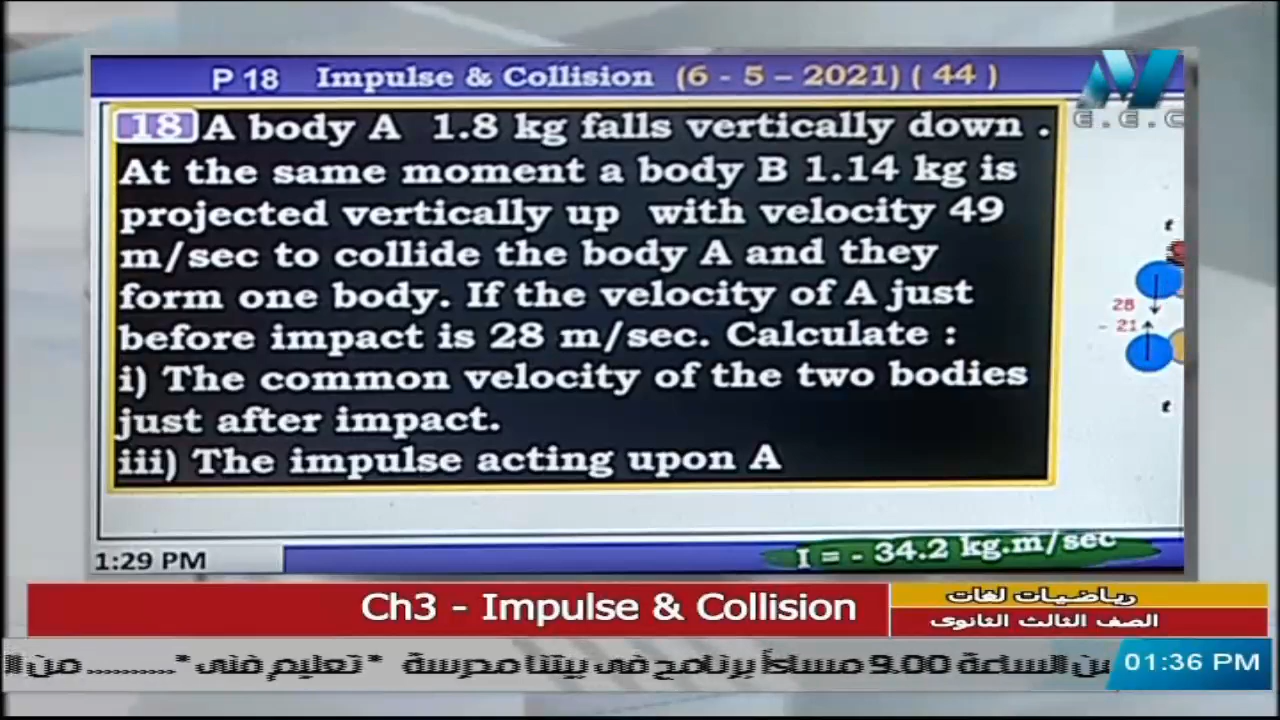 P 18 Impulse & Collision (6 - 5 – 2021) ( 44 )
E.E.C
18 A body A 1.8 kg falls vertically down .
At the same moment a body B 1.14 kg is
projected vertically up with velocity 49
m/sec to collide the body A and they
form one body. If the velocity of A just
before impact is 28 m/sec. Calculate :
i) The common velocity of the two bodies
just after impact.
iii) The impulse acting upon A
t
28
- 21
t
I = - 34.2 kg.m/sec
1:29 PM
Ch3 - Impulse & Collision
رياضيات لغات
الصف الثالث الثانوى
الساعة 9.00 مساءاً برنامج فى بيتنا مدرسة * تعليم فنى *.......... من
01:36 PM